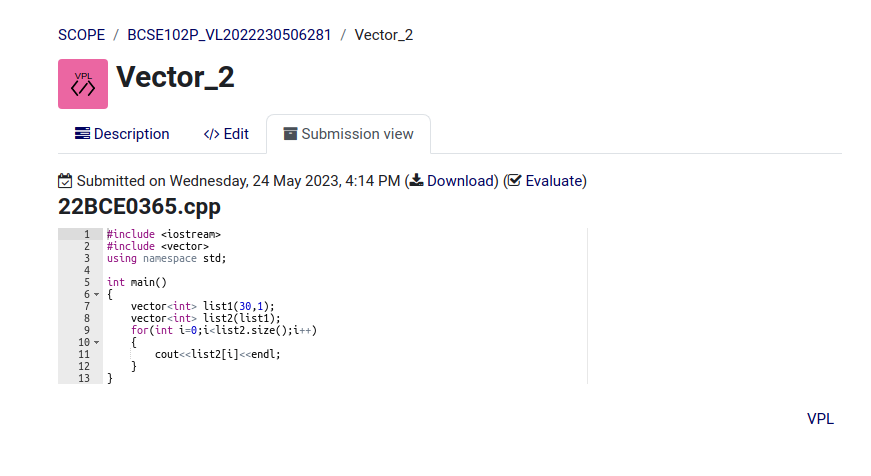 SCOPE / BCSE102P_VL2022230506281 / Vector_2
VPL
Vector_2
Description </> Edit Submission view
Submitted on Wednesday, 24 May 2023, 4:14 PM (Download) (Evaluate)
22BCE0365.cpp
1 #include <iostream>
2 #include <vector>
3 using namespace std;
4
5 int main()
6 {
7     vector<int> list1(30,1);
8     vector<int> list2(list1);
9     for(int i=0;i<list2.size();i++)
10     {
11         cout<<list2[i]<<endl;
12     }
13 }
VPL